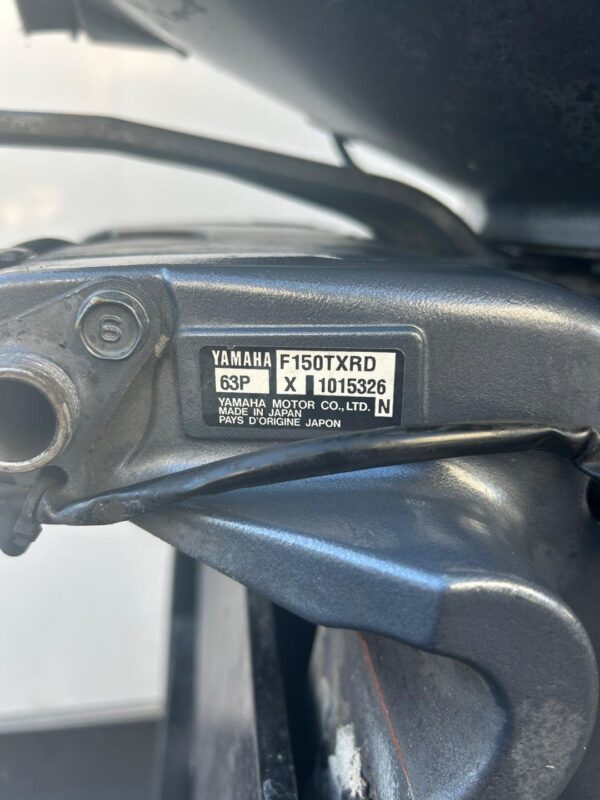 6
YAMAHA F150TXRD
63P X 1015326
YAMAHA MOTOR CO.,LTD. N
MADE IN JAPAN
PAYS D'ORIGINE JAPON